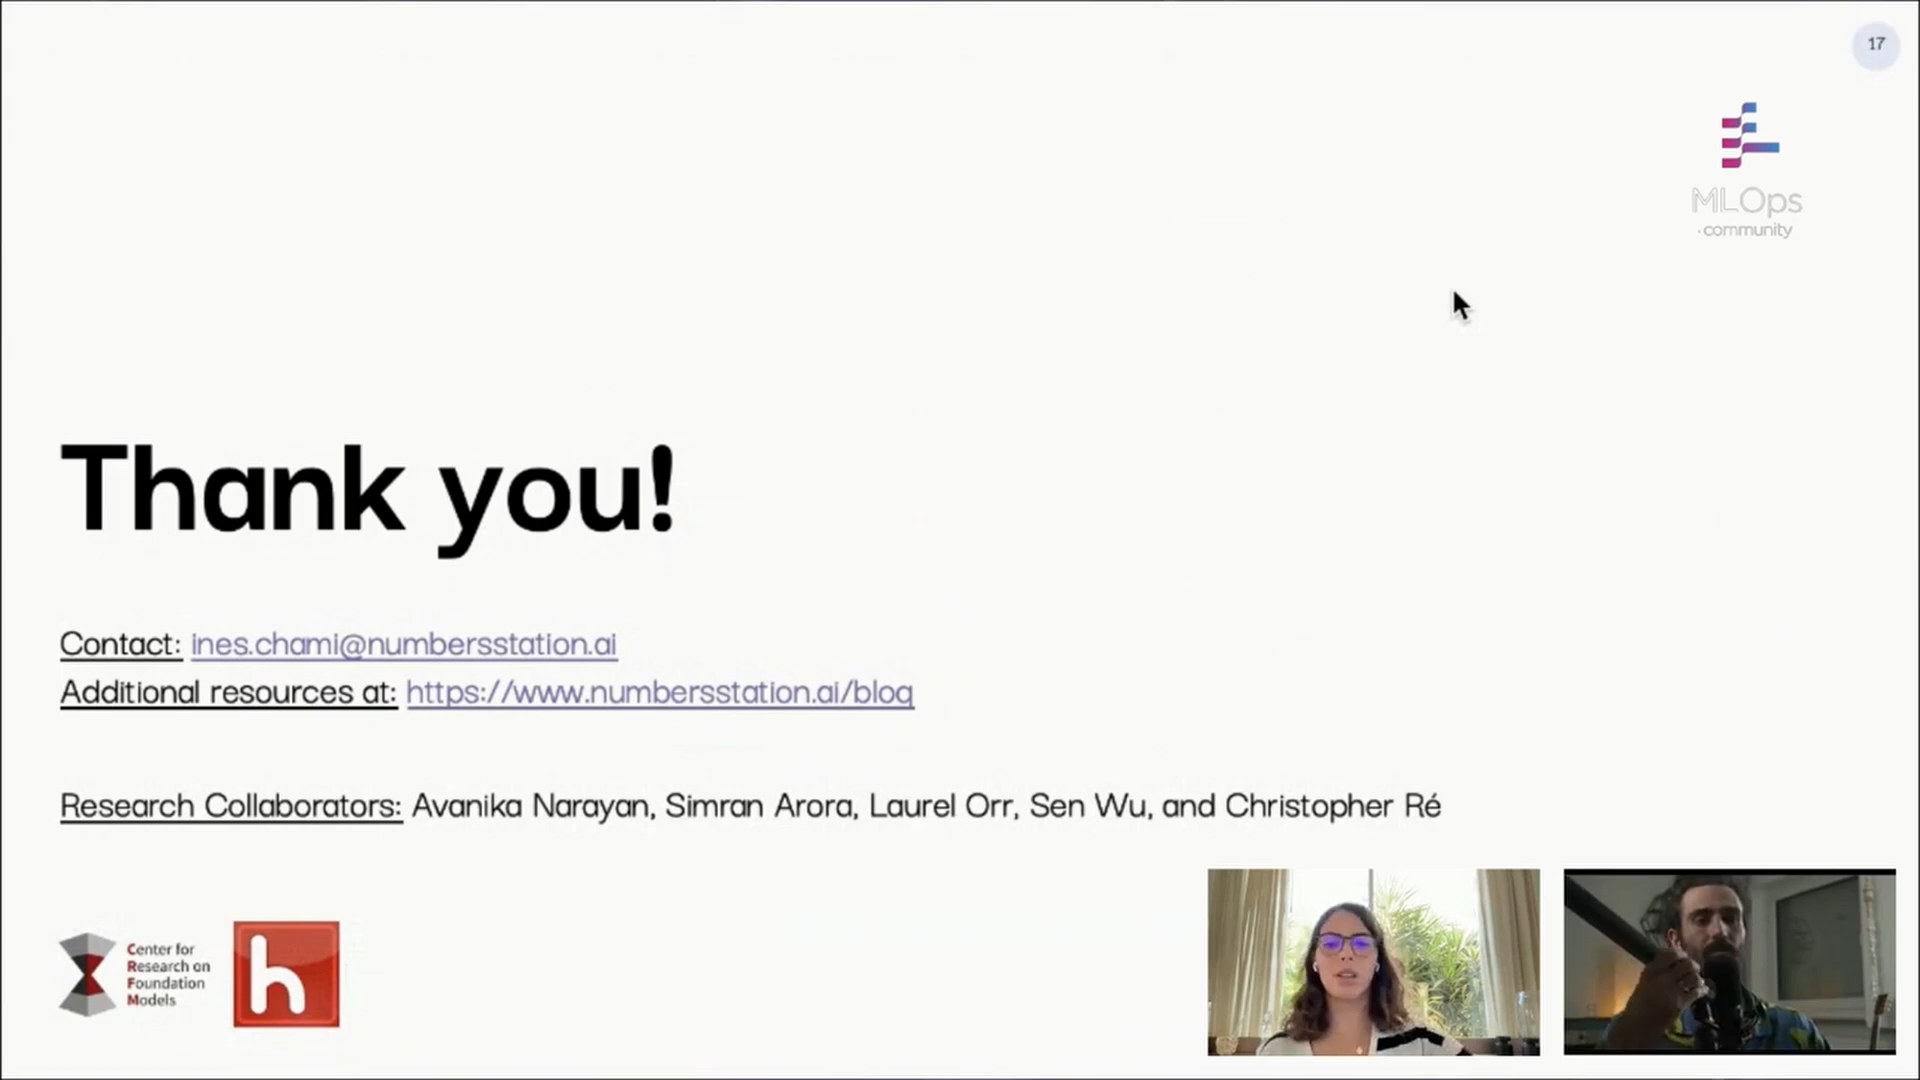 17
MLOps
.community
Thank you!
Contact: ines.chami@numbersstation.ai
Additional resources at: https://www.numbersstation.ai/blog
Research Collaborators: Avanika Narayan, Simran Arora, Laurel Orr, Sen Wu, and Christopher Ré
Center for
Research on
Foundation
Models
h